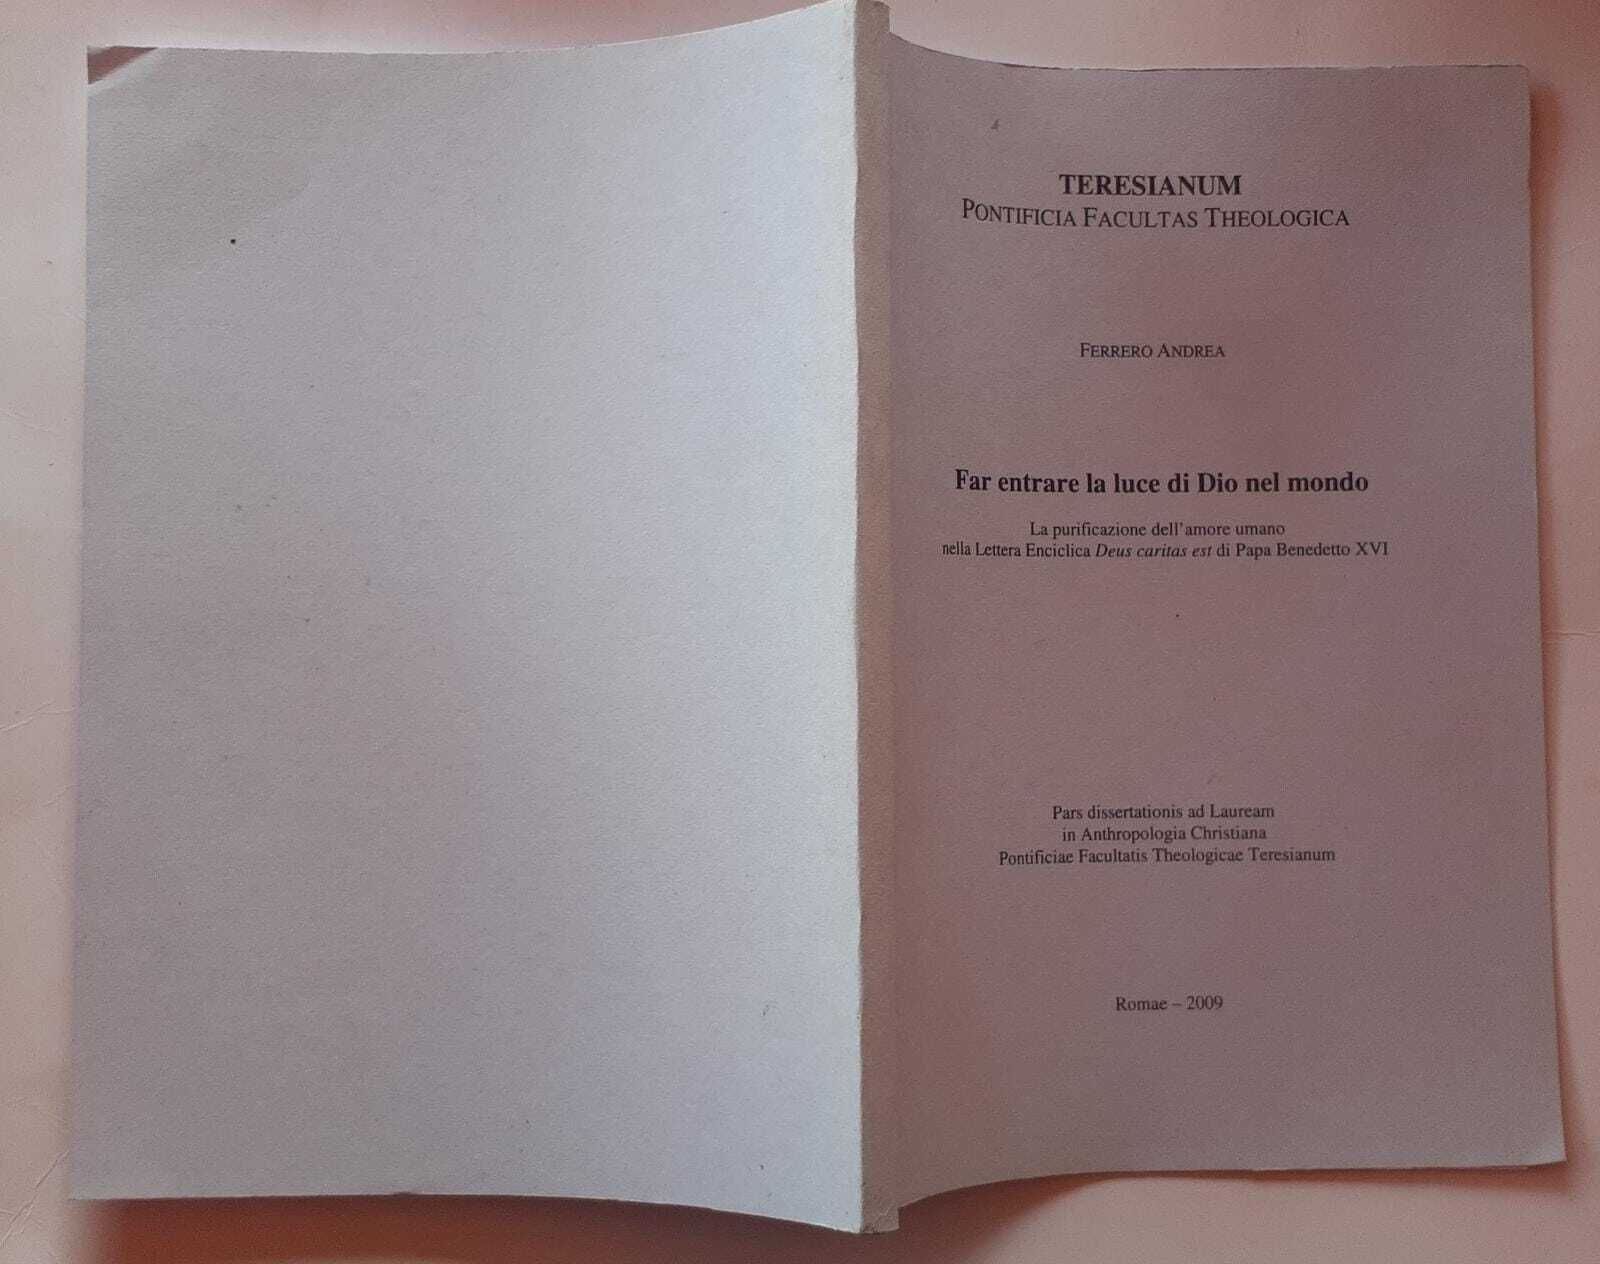 TERESIANUM
PONTIFICIA FACULTAS THEOLOGICA
FERRERO ANDREA
Far entrare la luce di Dio nel mondo
La purificazione dell'amore umano
nella Lettera Enciclica Deus caritas est di Papa Benedetto XVI
Pars dissertationis ad Lauream
in Anthropologia Christiana
Pontificiae Facultatis Theologicae Teresianum
Romae – 2009